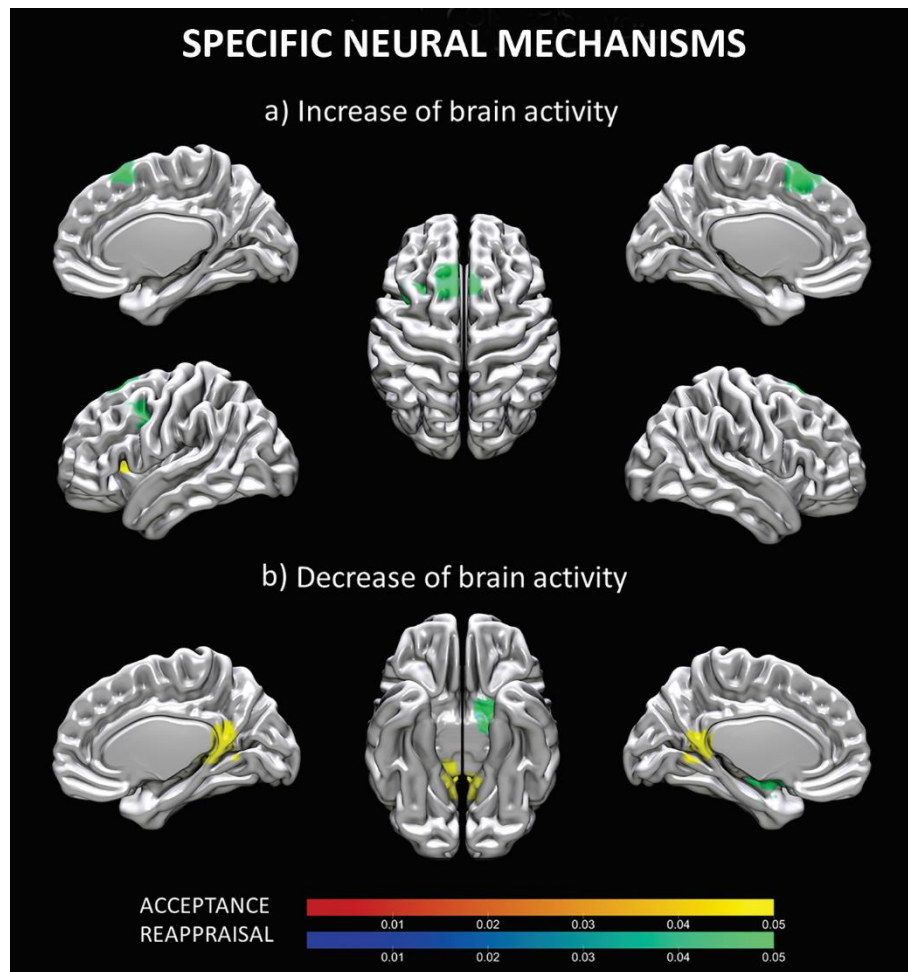 SPECIFIC NEURAL MECHANISMS
a) Increase of brain activity
b) Decrease of brain activity
ACCEPTANCE
0.01 0.02 0.03 0.04 0.05
REAPPRAISAL
0.01 0.02 0.03 0.04 0.05